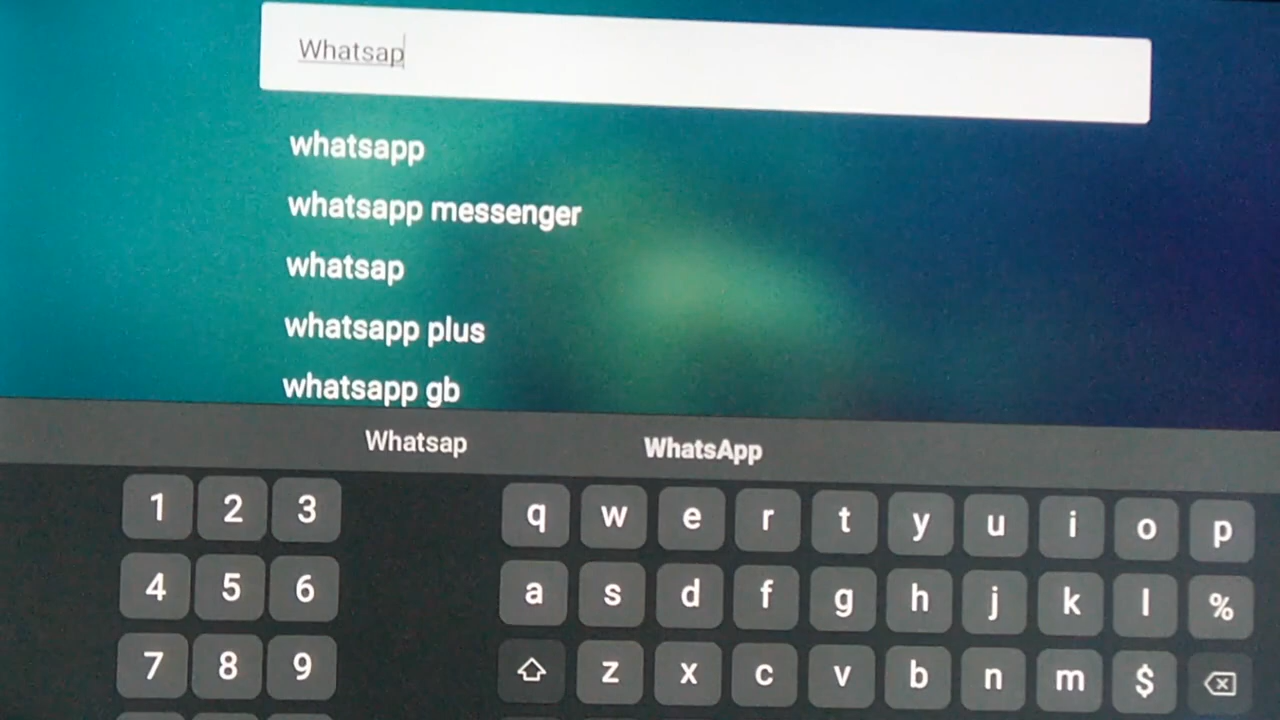 Whatsap
whatsapp
whatsapp messenger
whatsap
whatsapp plus
whatsapp gb
Whatsap WhatsApp
1 2 3 q w e r t y u i o p
4 5 6 a s d f g h j k l %
7 8 9 z x c v b n m $